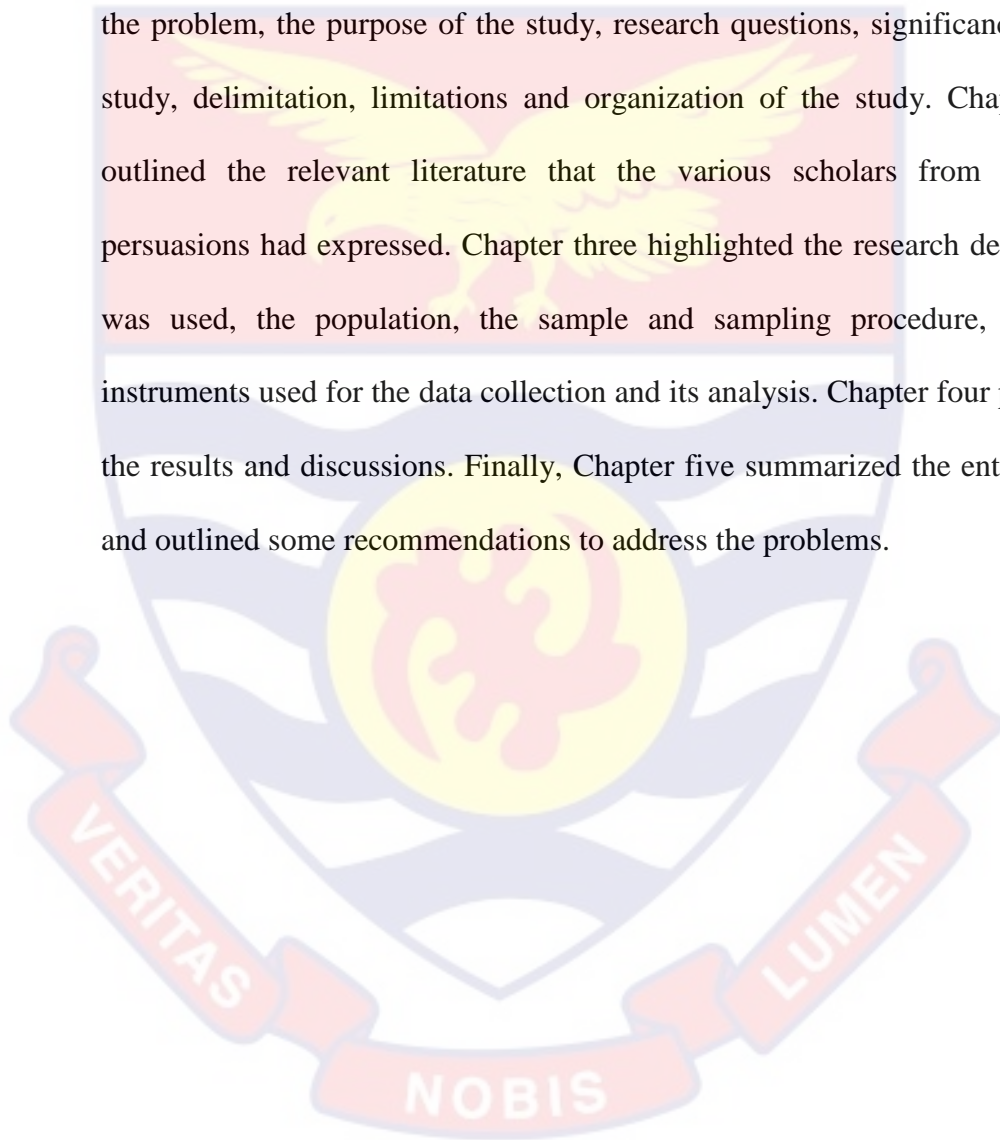 the problem, the purpose of the study, research questions, significanc
study, delimitation, limitations and organization of the study. Cha
outlined the relevant literature that the various scholars from
persuasions had expressed. Chapter three highlighted the research de
was used, the population, the sample and sampling procedure,
instruments used for the data collection and its analysis. Chapter four
the results and discussions. Finally, Chapter five summarized the ent
and outlined some recommendations to address the problems.
VERITAS
NOBIS
LUMEN